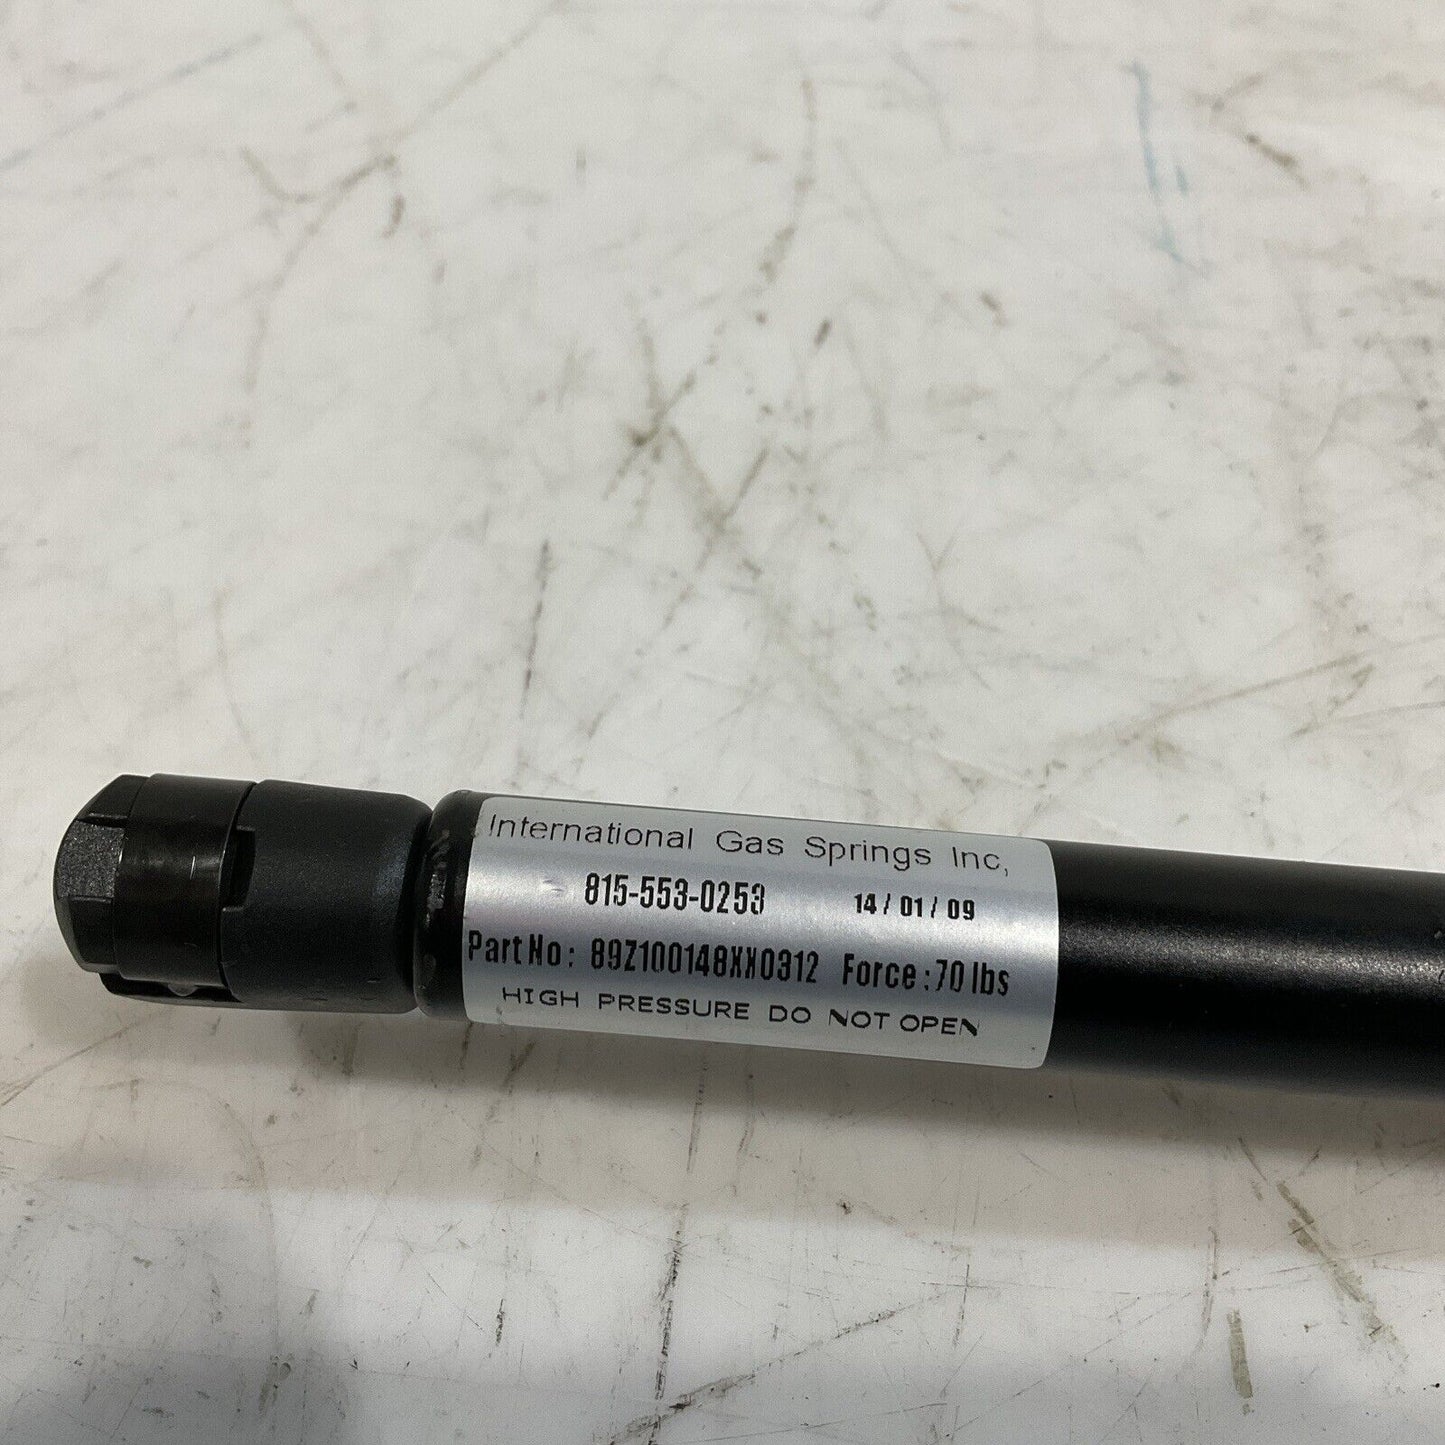 International Gas Springs Inc,
815-553-0253 14/01/09
Part No: 89Z100148XX0312 Force:70 lbs
HIGH PRESSURE DO NOT OPEN